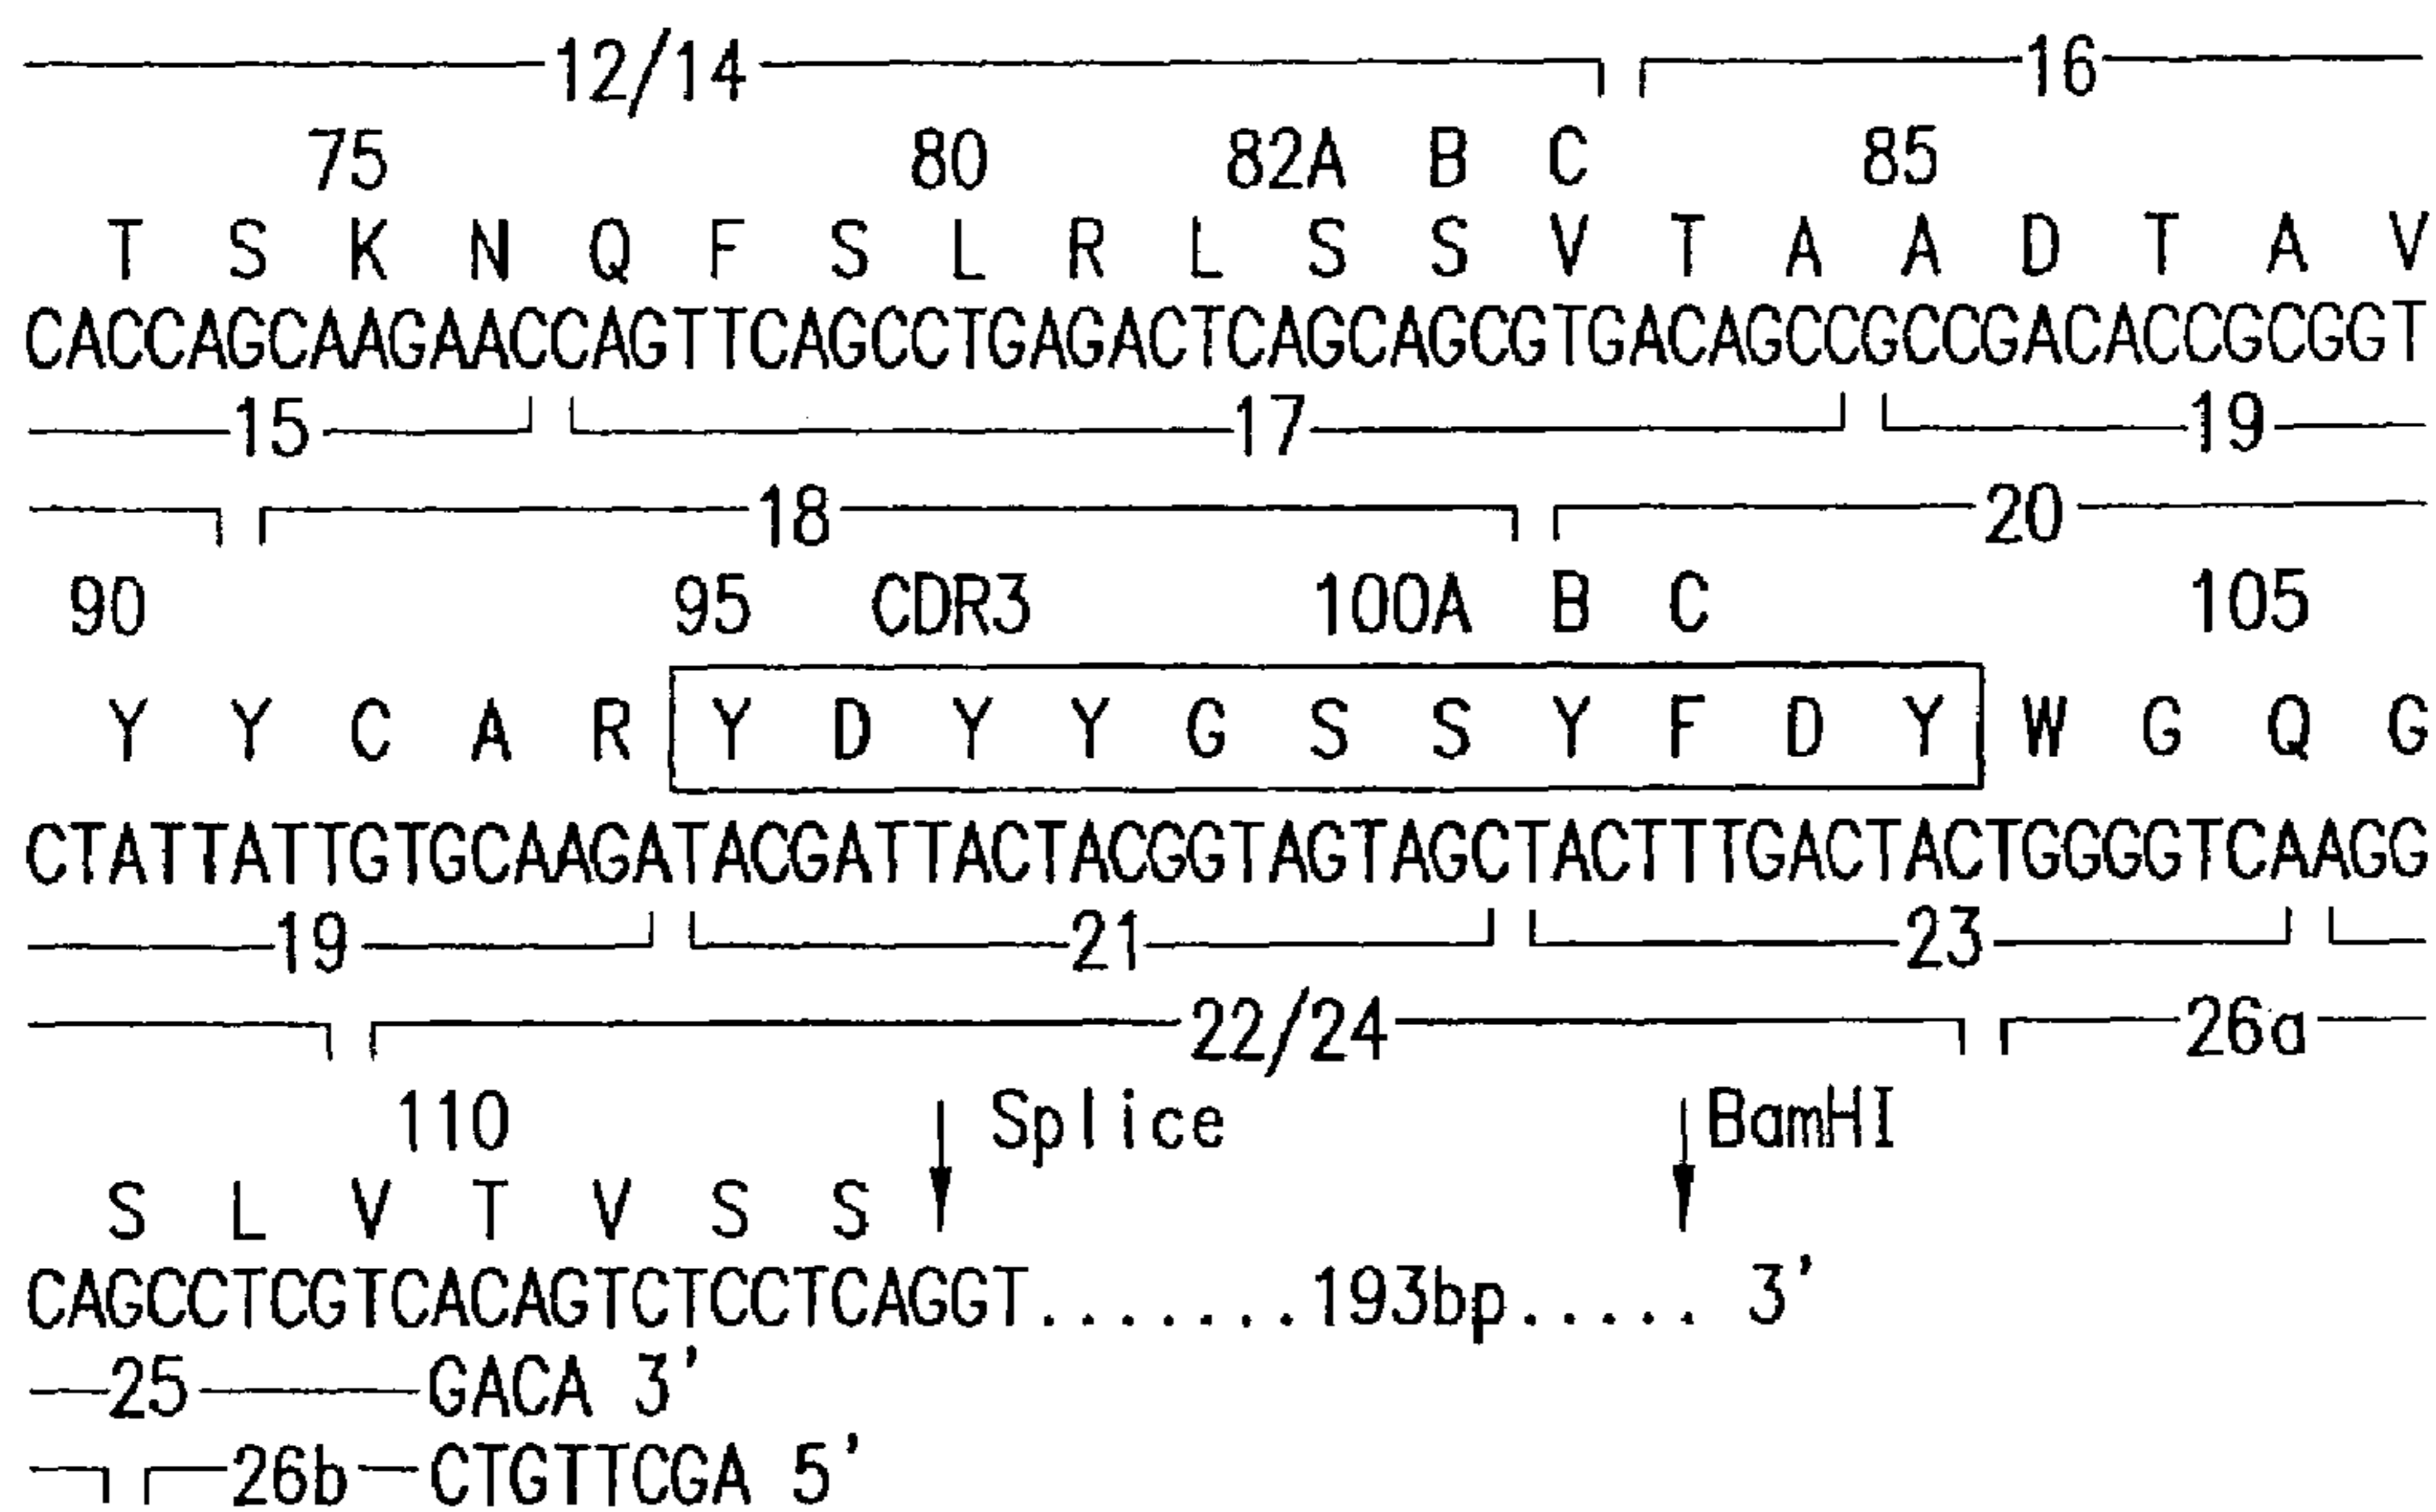 12/14 16
75 80 82A B C 85
T S K N Q F S L R L S S V T A A D T A V
CACCAGCAAGAACCAGTTCAGCCTGAGACTCAGCAGCGTGACAGCCGCCGACACCGCGGT
15 17 19
18 20
90 95 CDR3 100A B C 105
Y Y C A R Y D Y Y G S S Y F D Y W G Q G
CTATTATTGTGCAAGATACGATTACTACGGTAGTAGCTACTTTGACTACTGGGGTCAAGG
19 21 23
22/24 26a
110 Splice BamHI
S L V T V S S
CAGCCTCGTCACAGTCTCCTCAGGT.......193bp..... 3'
25 GACA 3'
26b CTGTTCGA 5'